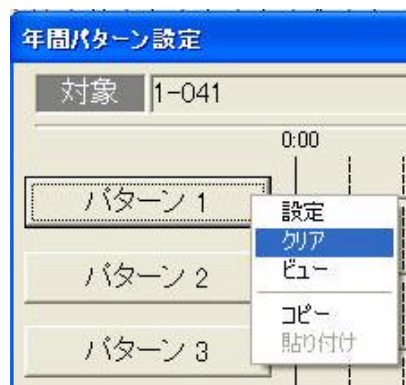 年間パターン設定
対象 1-041
0:00
パターン 1
設定
クリア
ビュー
コピー
貼り付け
パターン 2
パターン 3